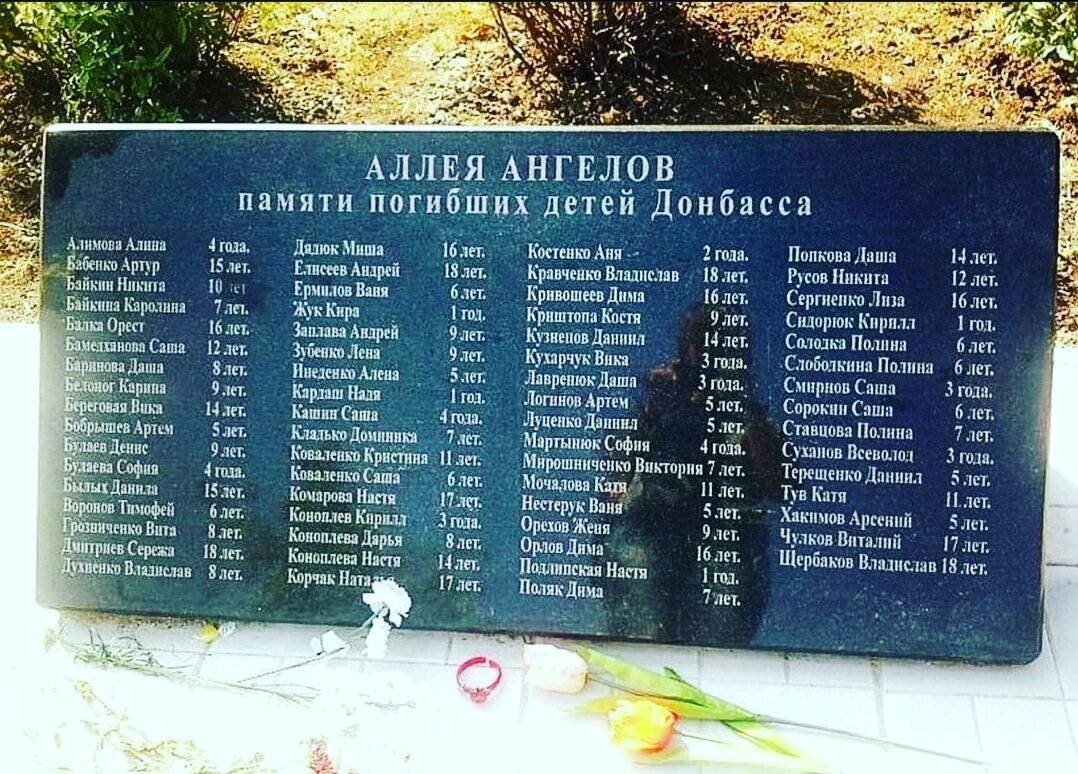 АЛЛЕЯ АНГЕЛОВ
памяти погибших детей Донбасса
Алимова Алина 4 года.
Бабенко Артур 15 лет.
Байкин Никита 10 лет
Байкина Каролина 7 лет.
Балка Орест 16 лет.
Бамедханова Саша 12 лет.
Баринова Даша 8 лет.
Белоног Карина 9 лет.
Береговая Вика 14 лет.
Бобрышев Артем 5 лет.
Булаев Денис 9 лет.
Булаева София 4 года.
Былых Данила 15 лет.
Воронов Тимофей 6 лет.
Грозниченко Вита 8 лет.
Дмитриев Сережа 18 лет.
Духненко Владислав 8 лет.
Дядюк Миша 16 лет.
Елисеев Андрей 18 лет.
Ермилов Ваня 6 лет.
Жук Кира 1 год.
Заплава Андрей 9 лет.
Зубенко Лена 9 лет.
Инеденко Алена 5 лет.
Кардаш Надя 1 год.
Кашин Саша 4 года.
Кладько Доминика 7 лет.
Коваленко Кристина 11 лет.
Коваленко Саша 6 лет.
Комарова Настя 17 лет.
Коноплев Кирилл 3 года.
Коноплева Дарья 8 лет.
Коноплева Настя 14 лет.
Корчак 17 лет.
Костенко Аня 2 года.
Кравченко Владислав 18 лет.
Кривошеев Дима 16 лет.
Криштопа Костя 9 лет.
Кузнецов Даниил 14 лет.
Кухарчук Вика 3 года.
Лавренюк Даша 3 года.
Логинов Артем 5 лет.
Луценко Даниил 5 лет.
Мартынюк София 4 года.
Мирошниченко Виктория 7 лет.
Мочалова Катя 11 лет.
Нестерук Ваня 5 лет.
Орехов Женя 9 лет.
Орлов Дима 16 лет.
Подлипская Настя 1 год.
Поляк Дима 7 лет.
Попкова Даша 14 лет.
Русов Никита 12 лет.
Сергиенко Лиза 16 лет.
Сидорюк Кирилл 1 год.
Солодка Полина 6 лет.
Слободкина Полина 6 лет.
Смирнов Саша 3 года.
Сорокин Саша 6 лет.
Ставцова Полина 7 лет.
Суханов Всеволод 3 года.
Терещенко Даниил 5 лет.
Тув Катя 11 лет.
Хакимов Арсений 5 лет.
Чулков Виталий 17 лет.
Щербаков Владислав 18 лет.